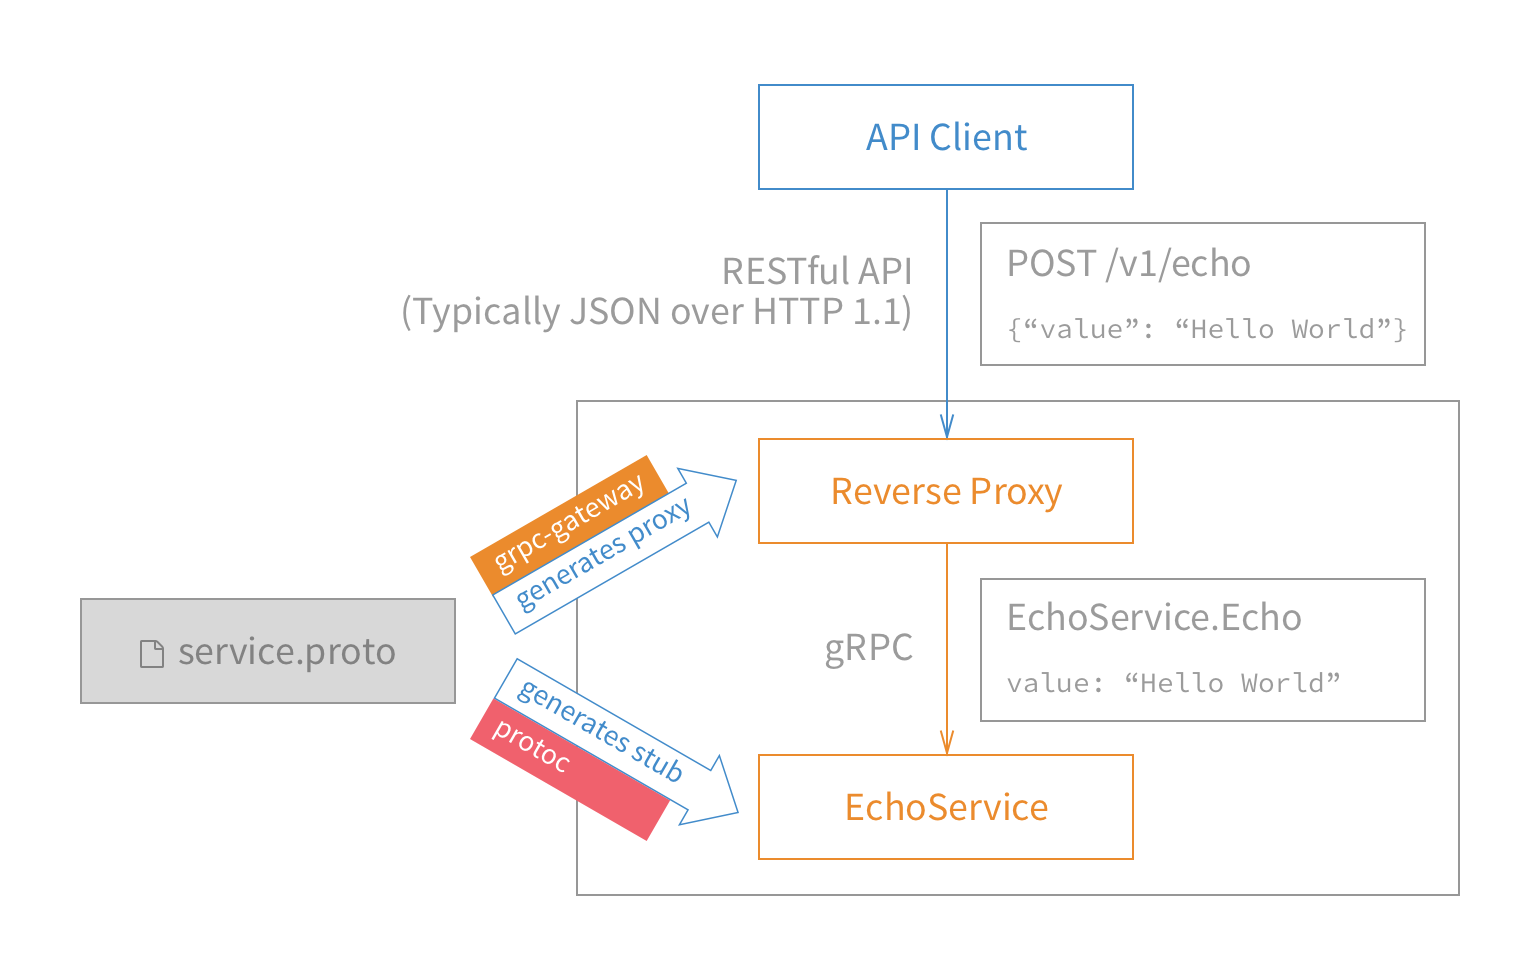 API Client
RESTful API
(Typically JSON over HTTP 1.1)
POST /v1/echo
{“value”: “Hello World”}
Reverse Proxy
grpc-gateway
generates proxy
service.proto
generates stub
protoc
gRPC
EchoService.Echo
value: “Hello World”
EchoService